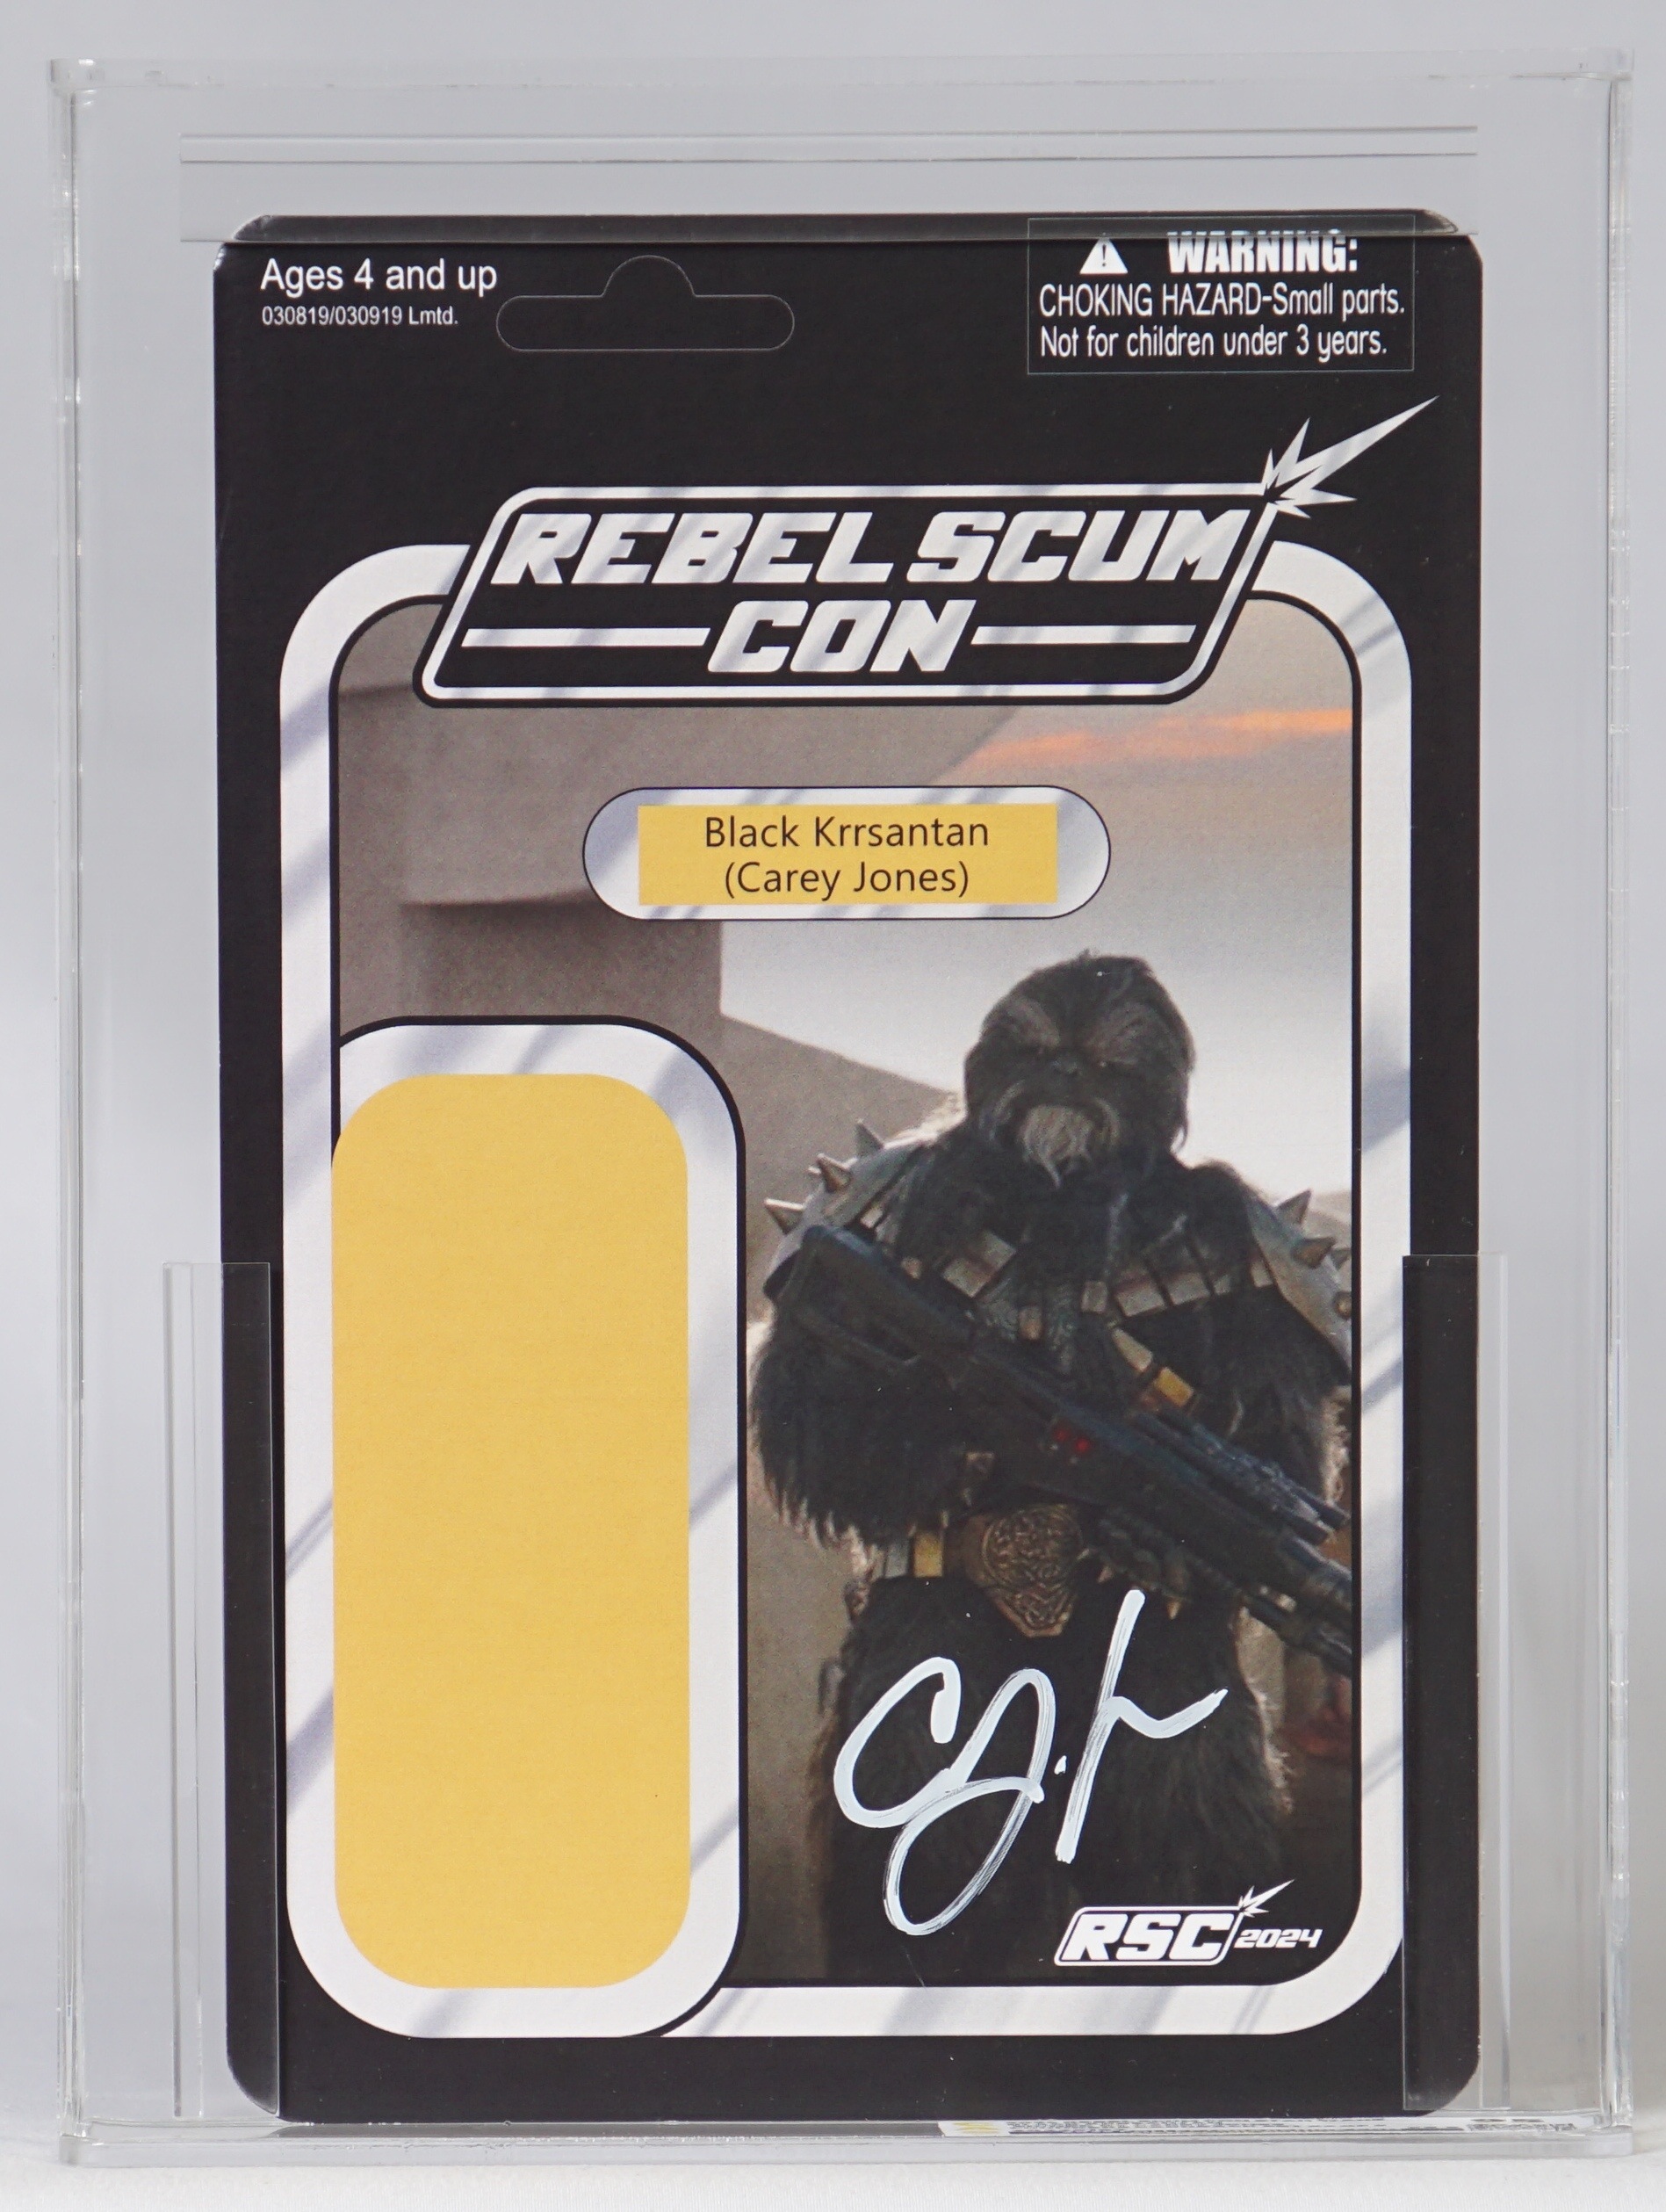 Ages 4 and up
030819/030919 Lmtd.
WARNING:
CHOKING HAZARD-Small parts.
Not for children under 3 years.
REBEL SCUM
CON
Black Krrsantan
(Carey Jones)
RSC 2024